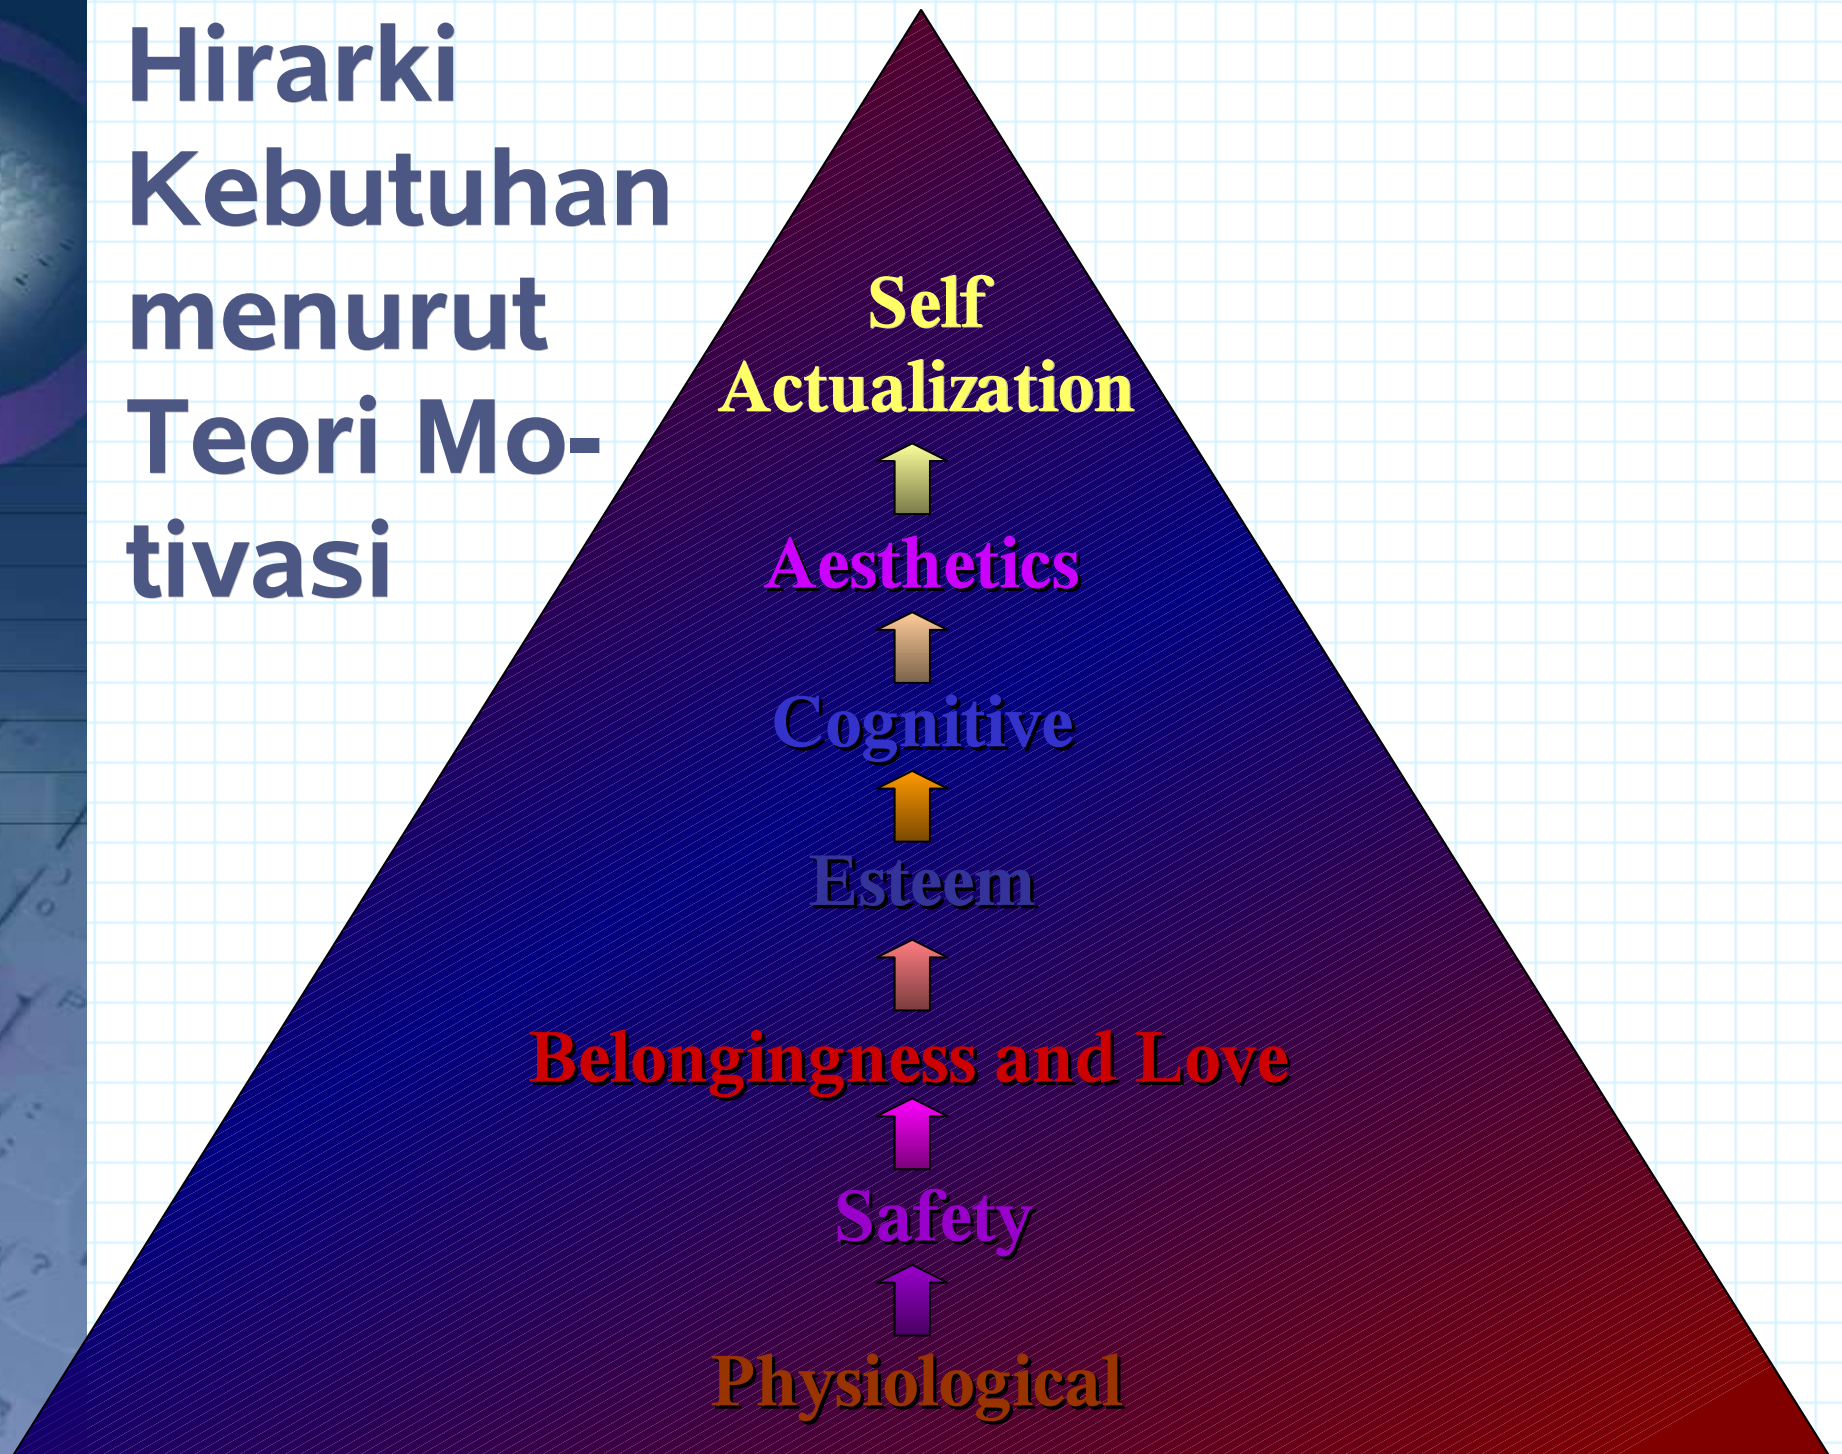 Hirarki
Kebutuhan
menurut
Teori Mo-
tivasi
Self
Actualization
Aesthetics
Cognitive
Esteem
Belongingness and Love
Safety
Physiological